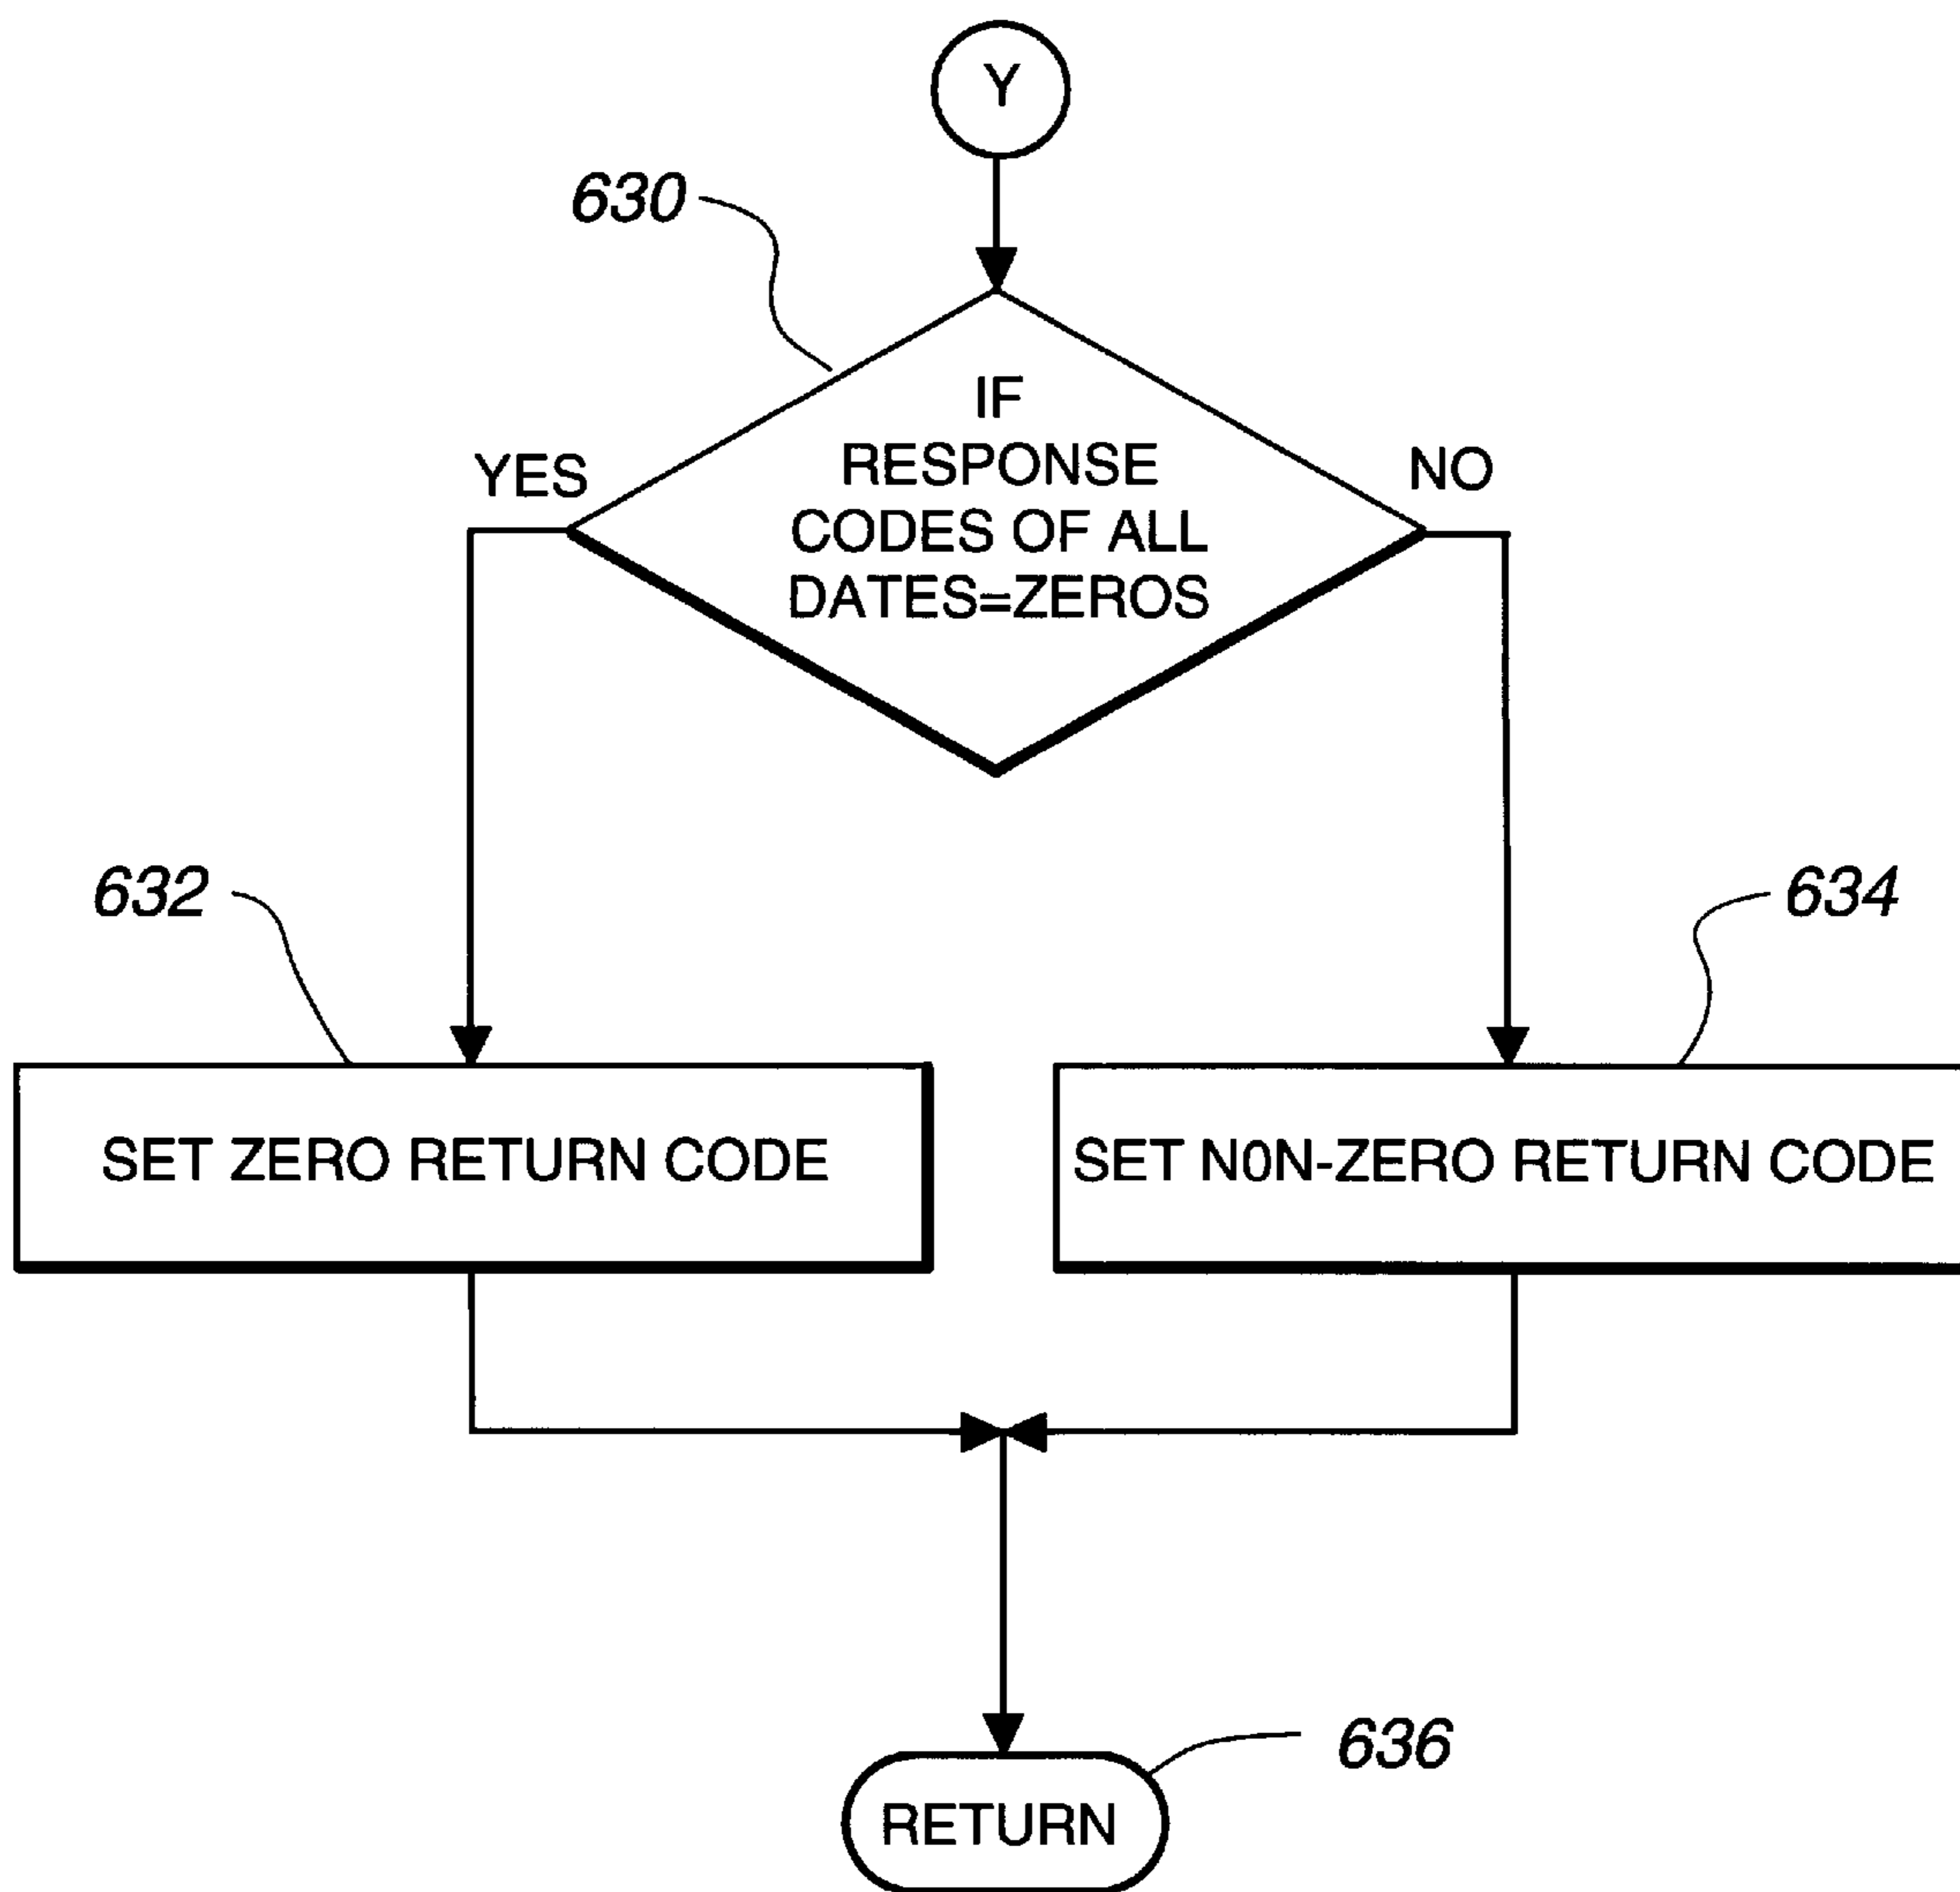 Y
630
IF
RESPONSE
CODES OF ALL
DATES=ZEROS
YES
NO
632
634
SET ZERO RETURN CODE
SET N0N-ZERO RETURN CODE
636
RETURN